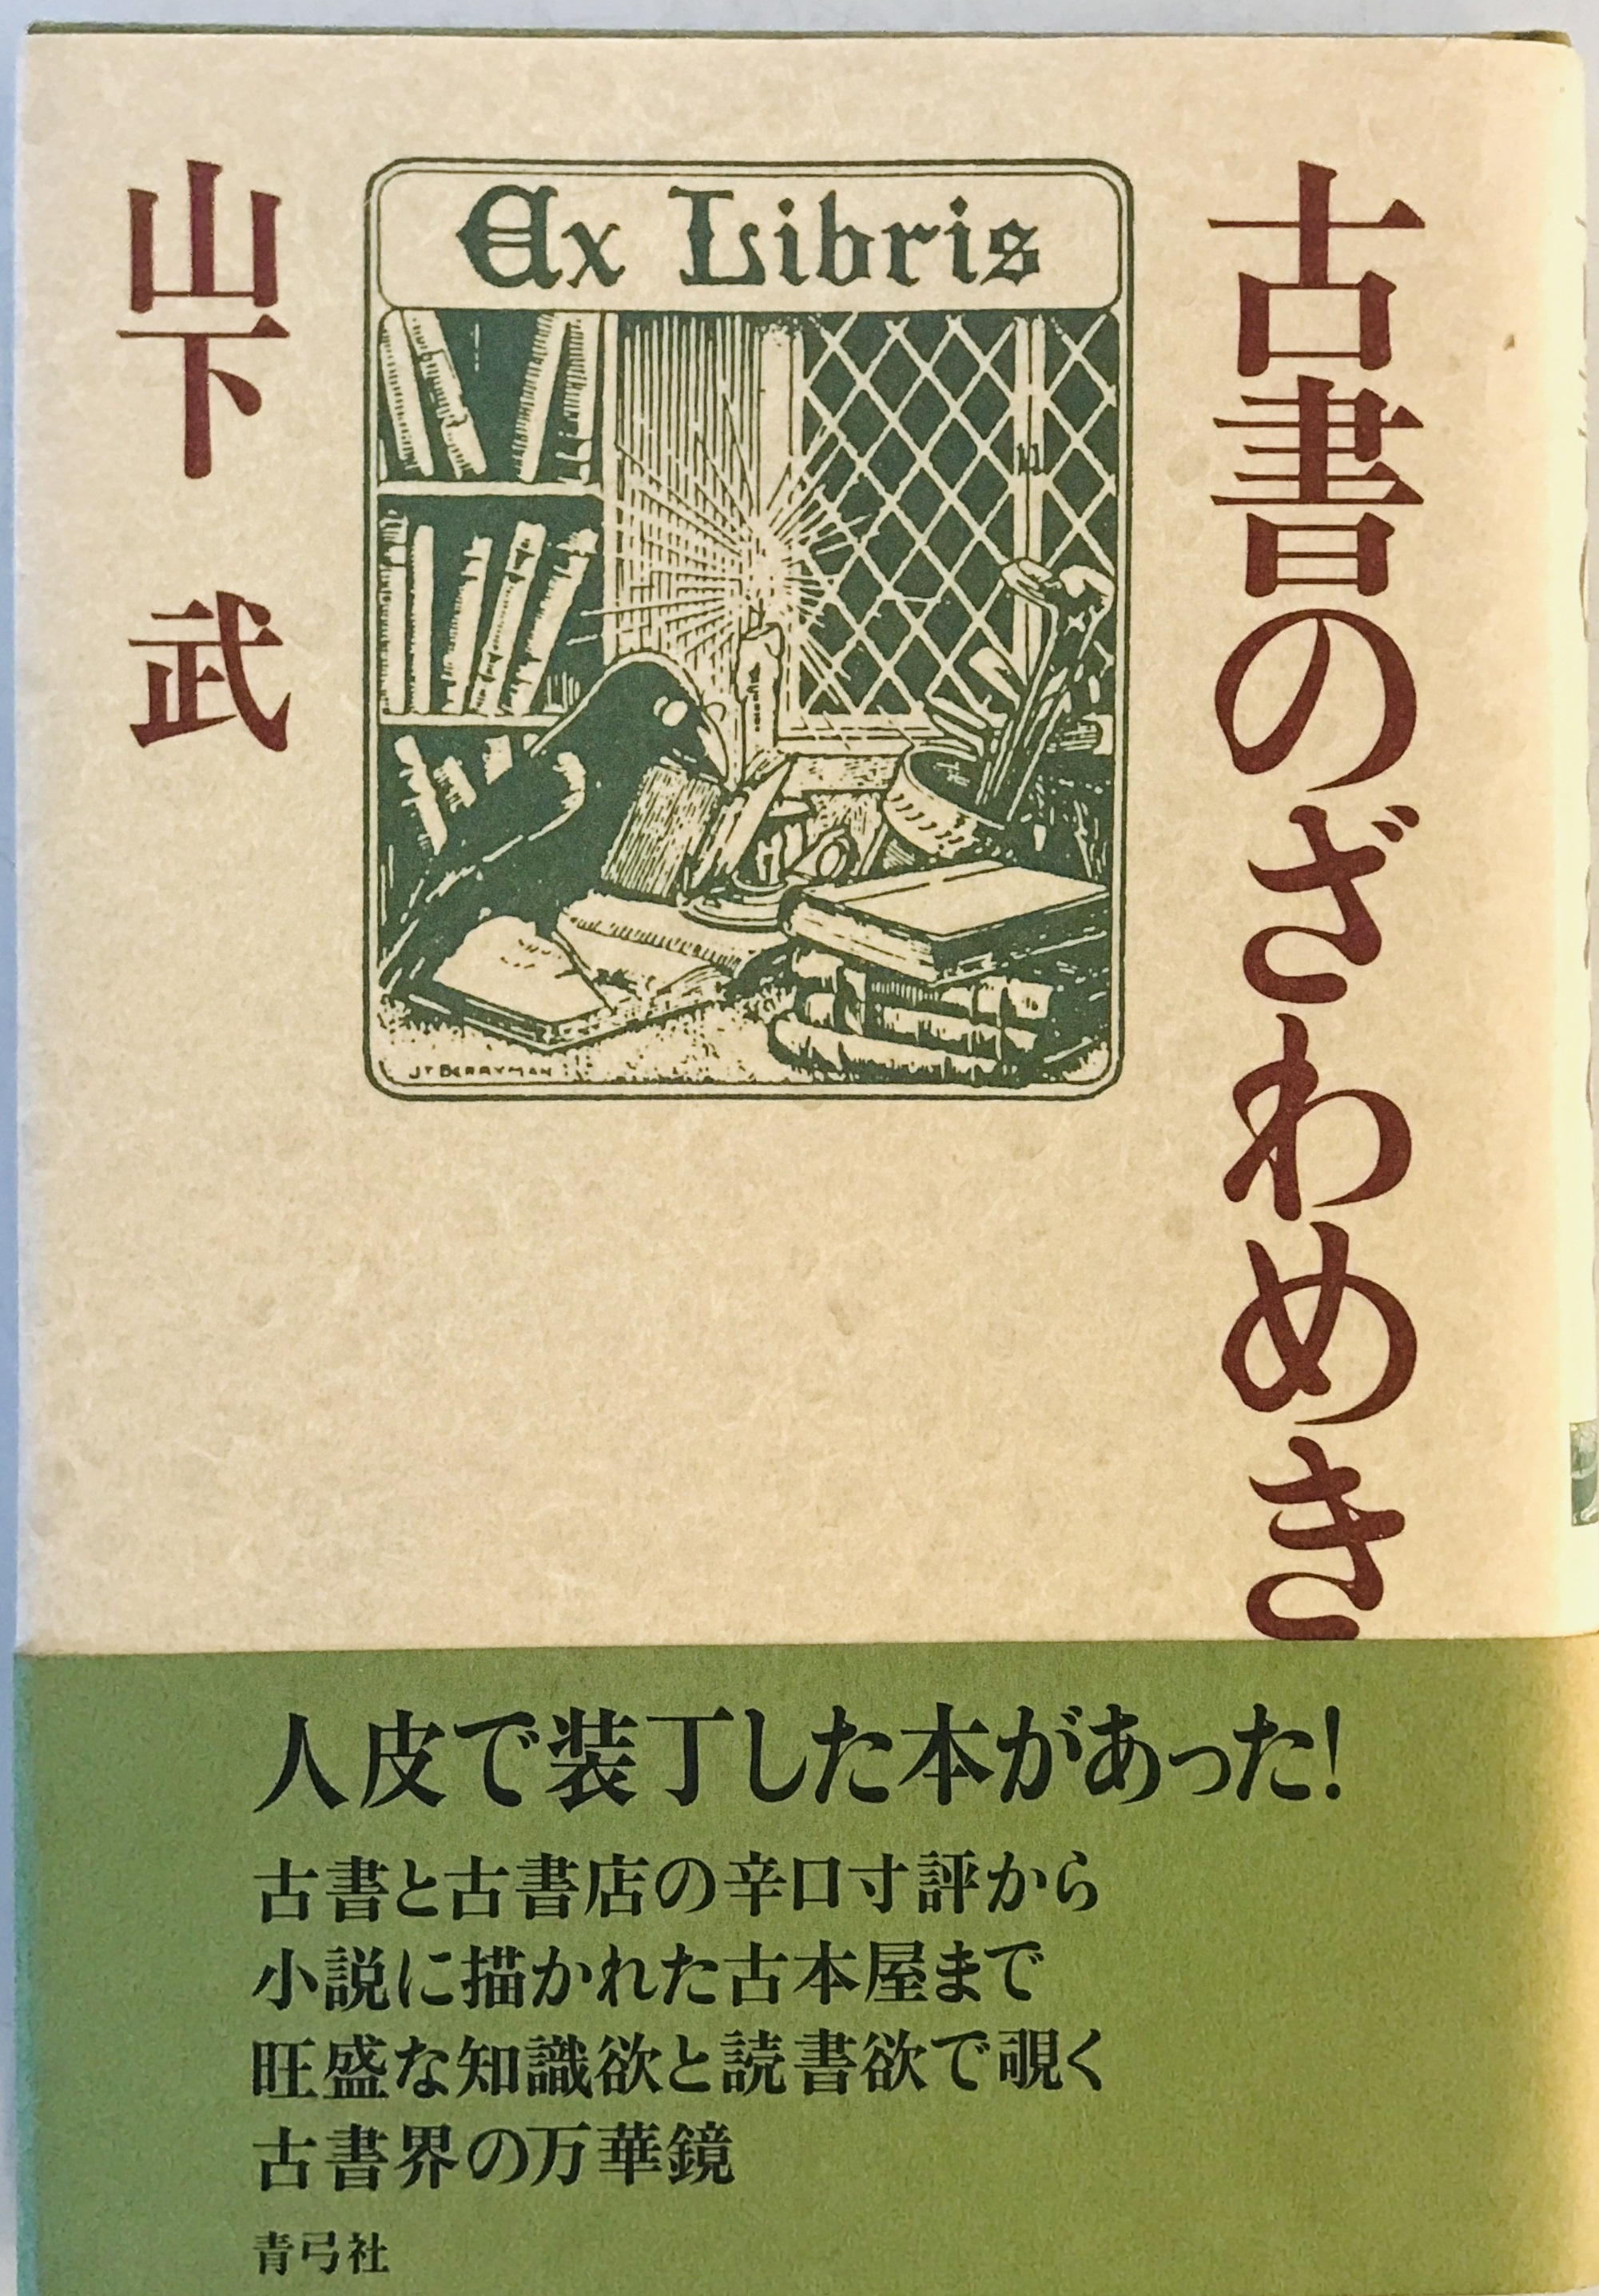 古書のざわめき
Ex Libris
JT BERRYMAN
山下 武
人皮で装丁した本があった!
古書と古書店の辛口寸評から
小説に描かれた古本屋まで
旺盛な知識欲と読書欲で覗く
古書界の万華鏡
青弓社